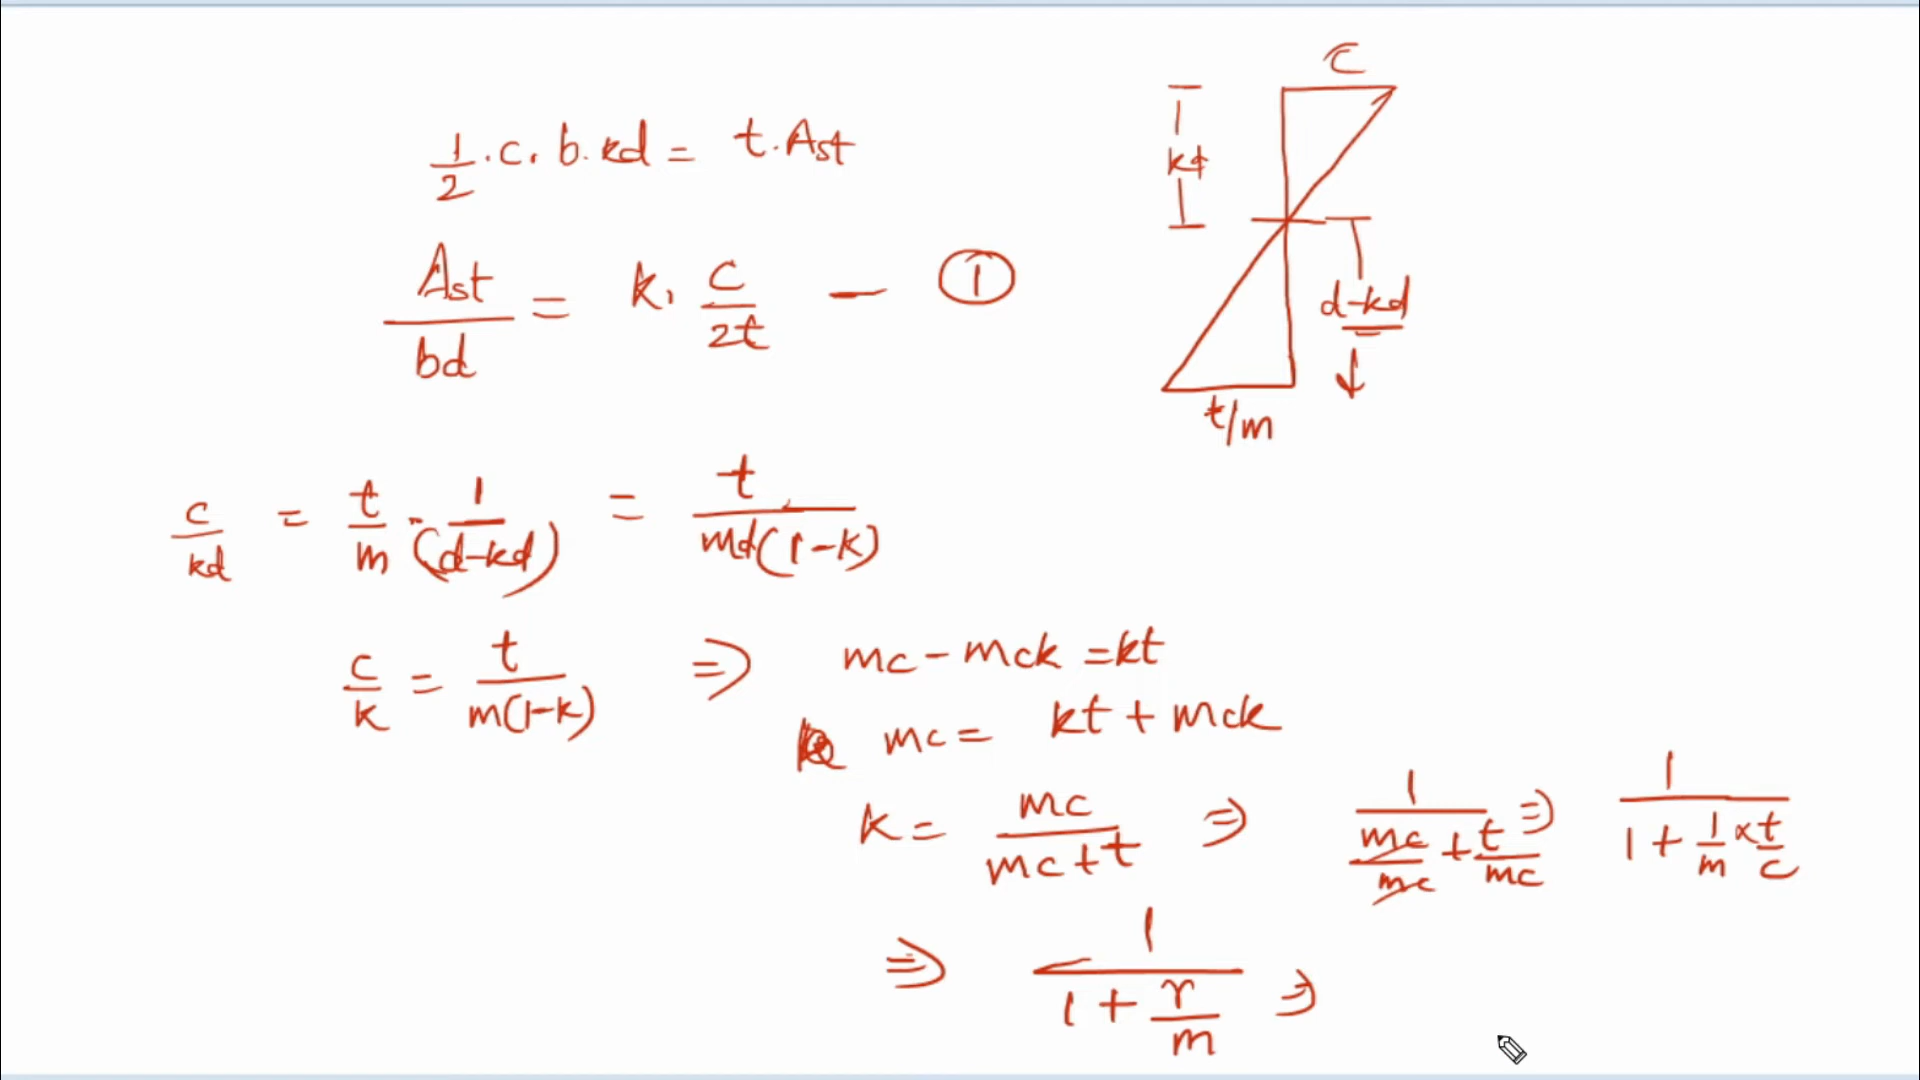 1/2 . c. b. kd = t. Ast
Ast/bd = k. c/2t — ①
c/kd = t/m . 1/(d-kd) = t/md(1-k)
c/k = t/m(1-k) ⇒ mc - mck = kt
mc = kt + mck
k = mc/mc+t ⇒ 1/mc/mc + t/mc ⇒ 1/1 + 1/m × t/c
⇒ 1/1 + r/m ⇒
c
kd
d-kd
t/m